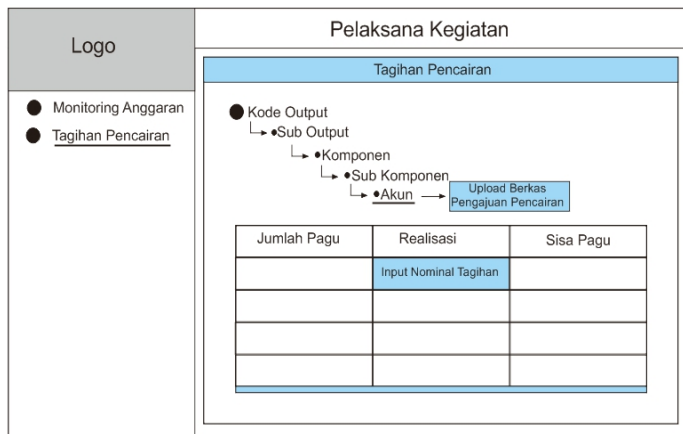 Logo
Pelaksana Kegiatan
Monitoring Anggaran
Tagihan Pencairan
Tagihan Pencairan
Kode Output
Sub Output
Komponen
Sub Komponen
Akun
Upload Berkas
Pengajuan Pencairan
Jumlah Pagu Realisasi Sisa Pagu
Input Nominal Tagihan